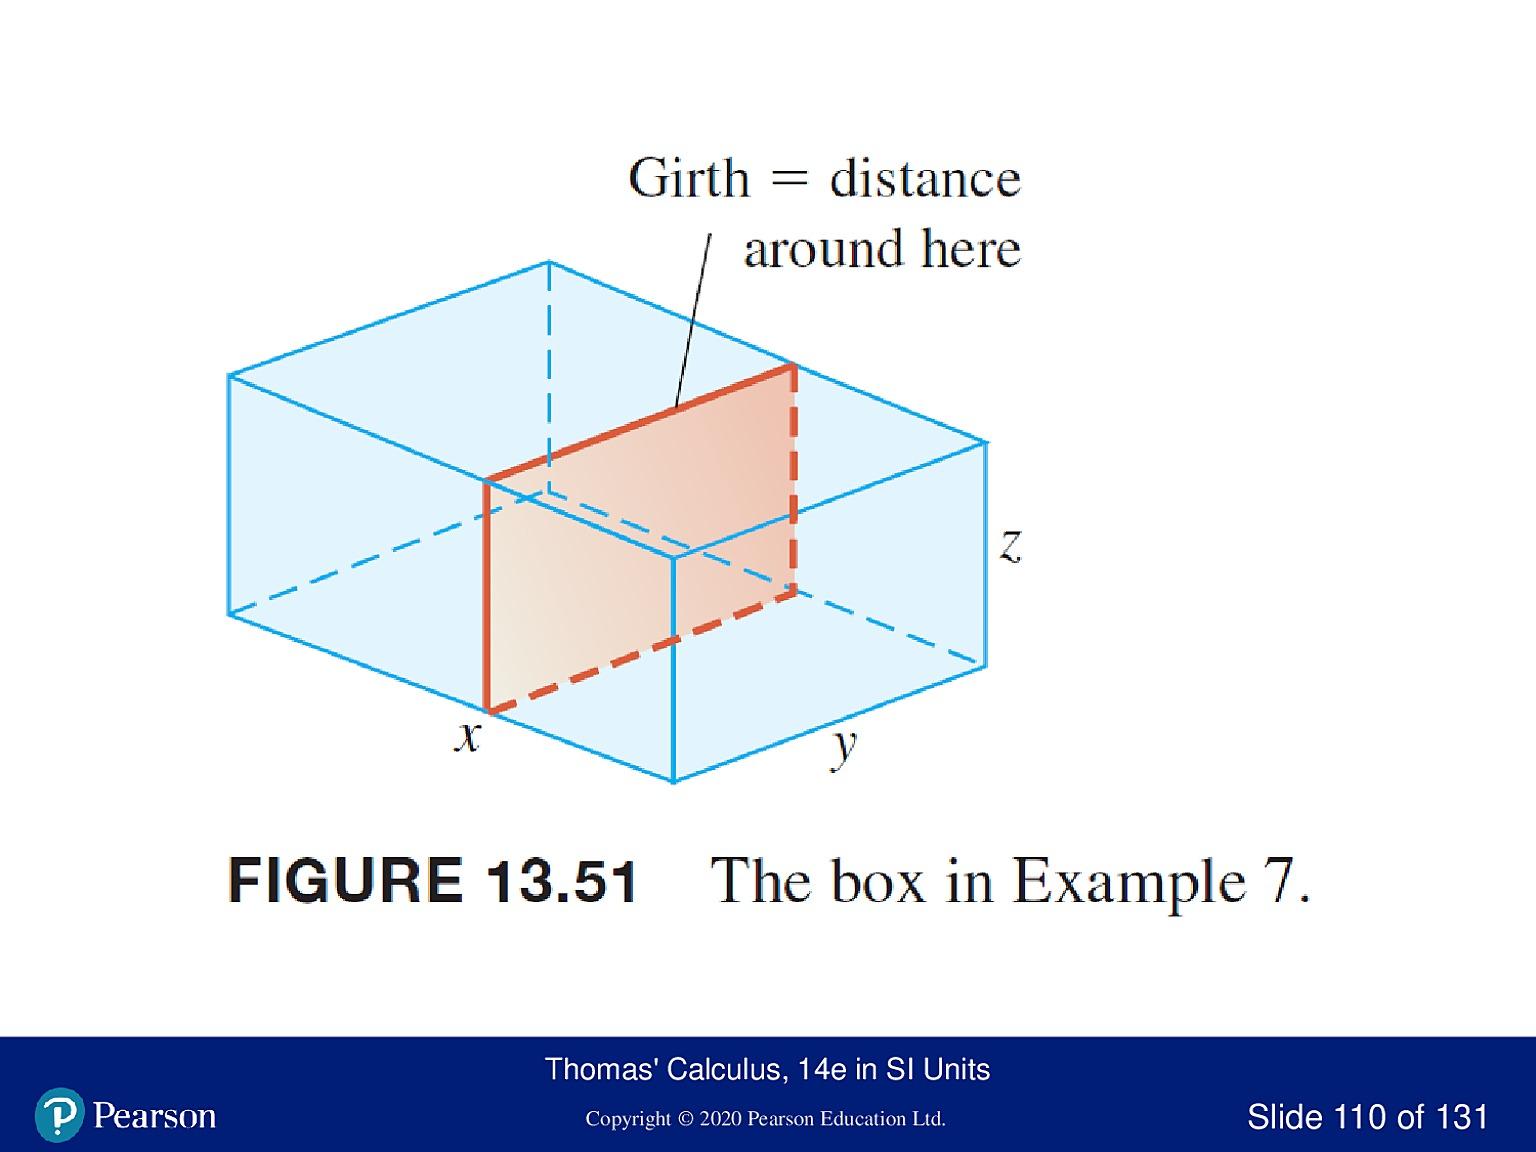 Girth = distance
around here
z
x
y
FIGURE 13.51 The box in Example 7.
Thomas' Calculus, 14e in SI Units
Pearson
Copyright © 2020 Pearson Education Ltd.
Slide 110 of 131